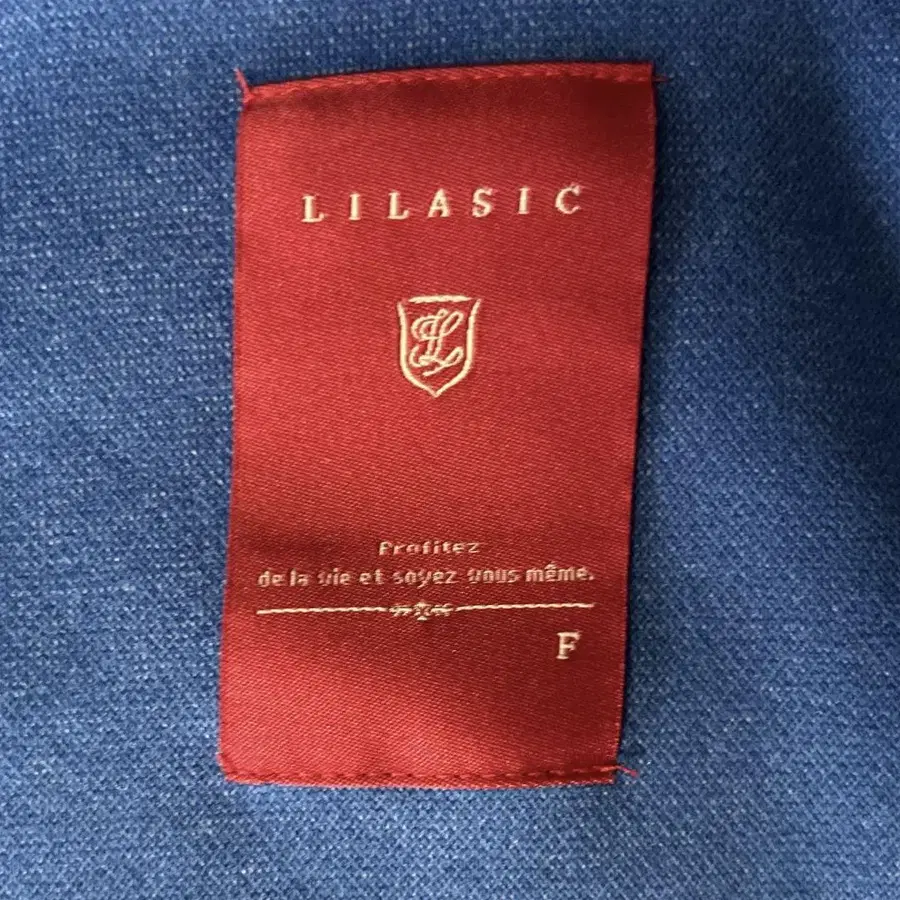 LILASIC
L
Profitez
de la vie et soyez vous même.
F